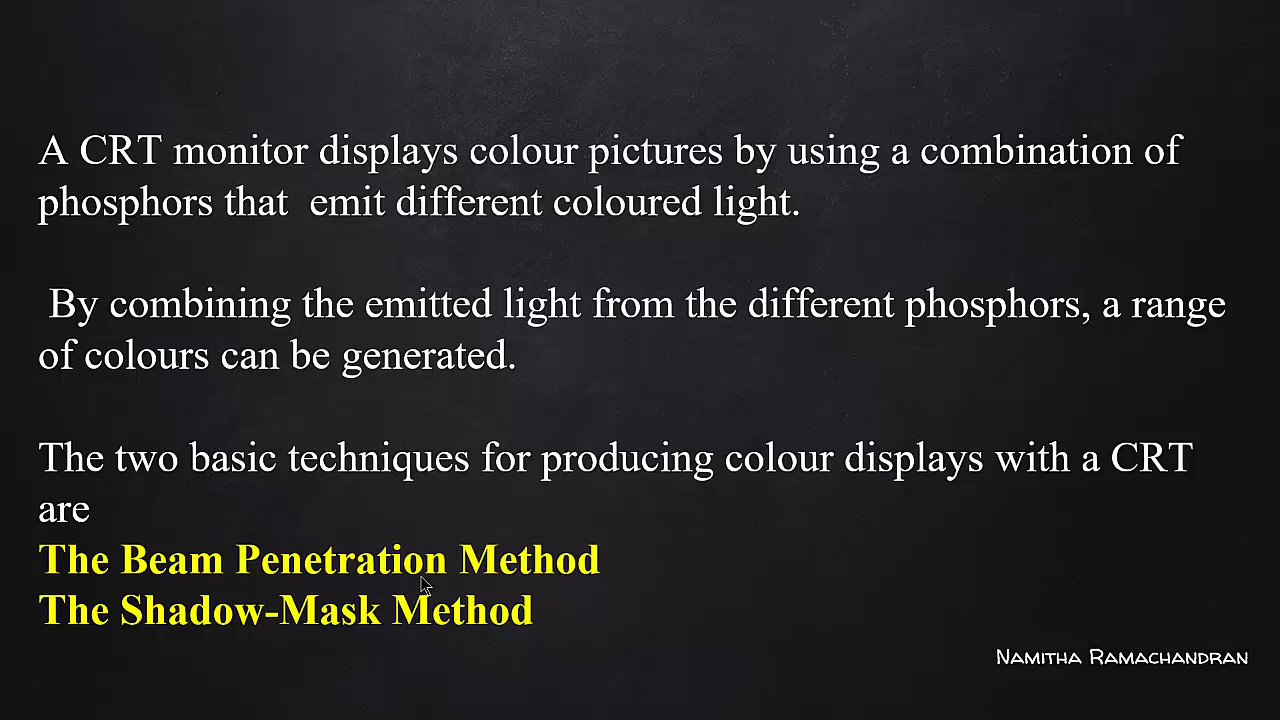 A CRT monitor displays colour pictures by using a combination of
phosphors that  emit different coloured light.
By combining the emitted light from the different phosphors, a range
of colours can be generated.
The two basic techniques for producing colour displays with a CRT
are
The Beam Penetration Method
The Shadow-Mask Method
Namitha Ramachandran